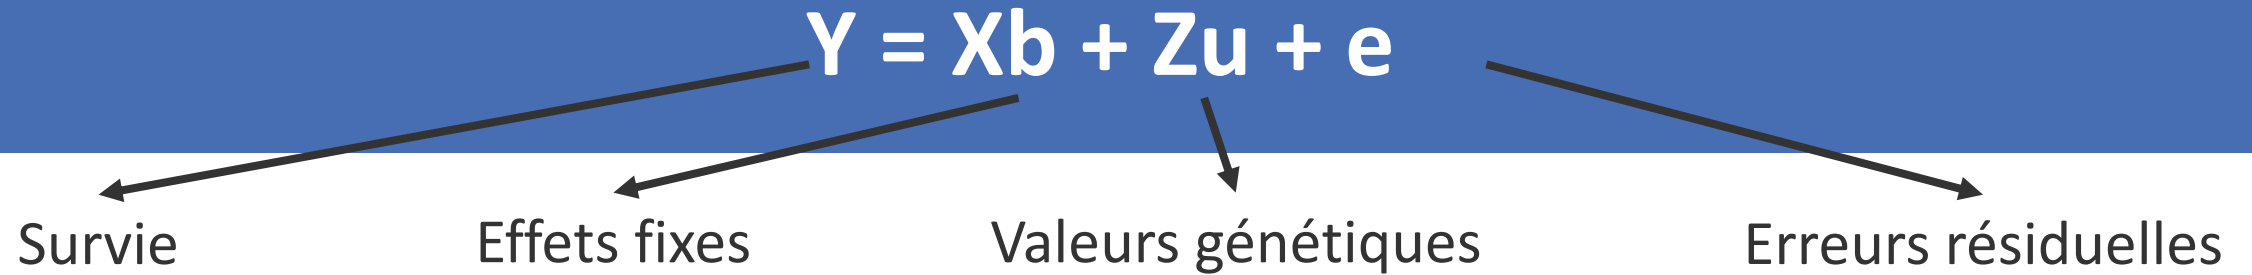 Y = Xb + Zu + e
Survie
Effets fixes
Valeurs génétiques
Erreurs résiduelles